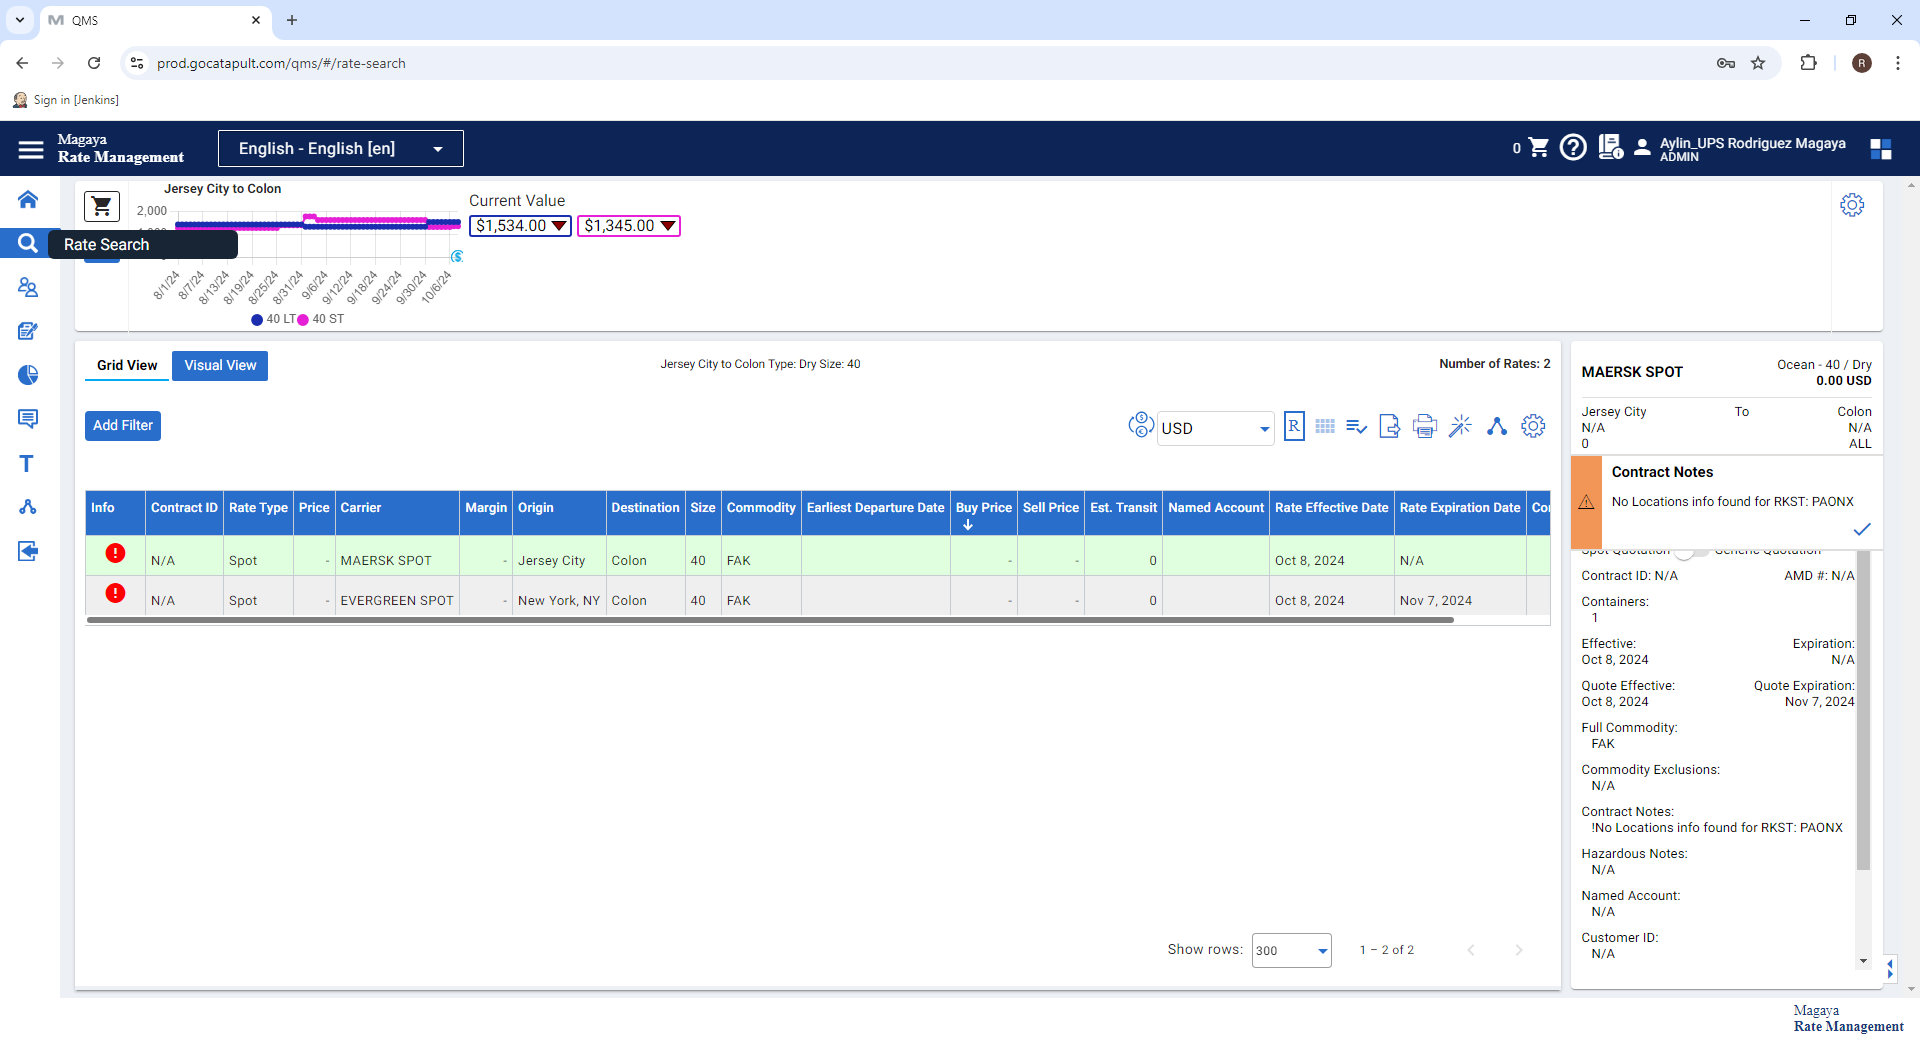 QMS
prod.gocatapult.com/qms/#/rate-search
R
Sign in [Jenkins]
Magaya
Rate Management
English - English [en]
0
Aylin_UPS Rodriguez Magaya
ADMIN
Jersey City to Colon
2,000
8/1/24
8/7/24
8/13/24
8/19/24
8/25/24
8/31/24
9/6/24
9/12/24
9/18/24
9/24/24
9/30/24
10/6/24
40 LT
40 ST
Current Value
$1,534.00
$1,345.00
Rate Search
Grid View
Visual View
Jersey City to Colon Type: Dry Size: 40
Number of Rates: 2
Add Filter
USD
R
Info Contract ID Rate Type Price Carrier Margin Origin Destination Size Commodity Earliest Departure Date Buy Price Sell Price Est. Transit Named Account Rate Effective Date Rate Expiration Date Co
N/A Spot - MAERSK SPOT - Jersey City Colon 40 FAK - - 0 Oct 8, 2024 N/A
N/A Spot - EVERGREEN SPOT - New York, NY Colon 40 FAK - - 0 Oct 8, 2024 Nov 7, 2024
Show rows: 300 1 – 2 of 2
MAERSK SPOT
Ocean - 40 / Dry
0.00 USD
Jersey City To Colon
N/A N/A
0 ALL
Contract Notes
No Locations info found for RKST: PAONX
Spot Quotation Generic Quotation
Contract ID: N/A AMD #: N/A
Containers:
1
Effective: Expiration:
Oct 8, 2024 N/A
Quote Effective: Quote Expiration:
Oct 8, 2024 Nov 7, 2024
Full Commodity:
FAK
Commodity Exclusions:
N/A
Contract Notes:
!No Locations info found for RKST: PAONX
Hazardous Notes:
N/A
Named Account:
N/A
Customer ID:
N/A
Magaya
Rate Management